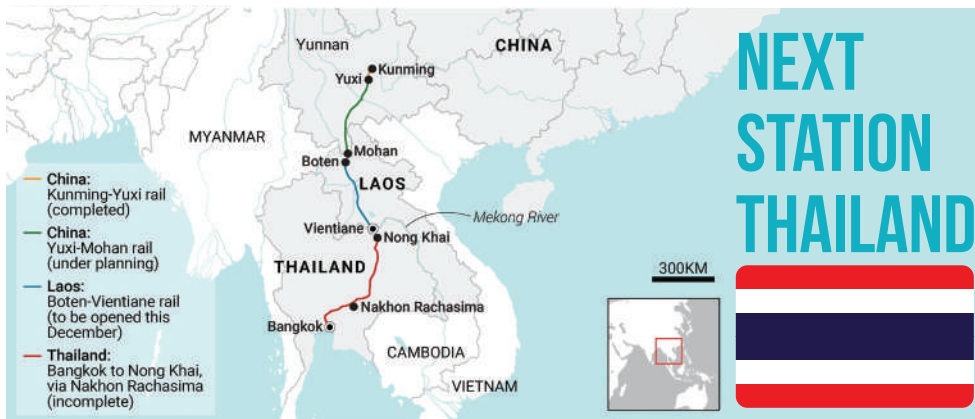 Yunnan
CHINA
Kunming
Yuxi
MYANMAR
Mohan
Boten
LAOS
Vientiane
Mekong River
Nong Khai
THAILAND
Nakhon Rachasima
Bangkok
CAMBODIA
VIETNAM
300KM
China:
Kunming-Yuxi rail
(completed)
China:
Yuxi-Mohan rail
(under planning)
Laos:
Boten-Vientiane rail
(to be opened this
December)
Thailand:
Bangkok to Nong Khai,
via Nakhon Rachasima
(incomplete)
NEXT
STATION
THAILAND